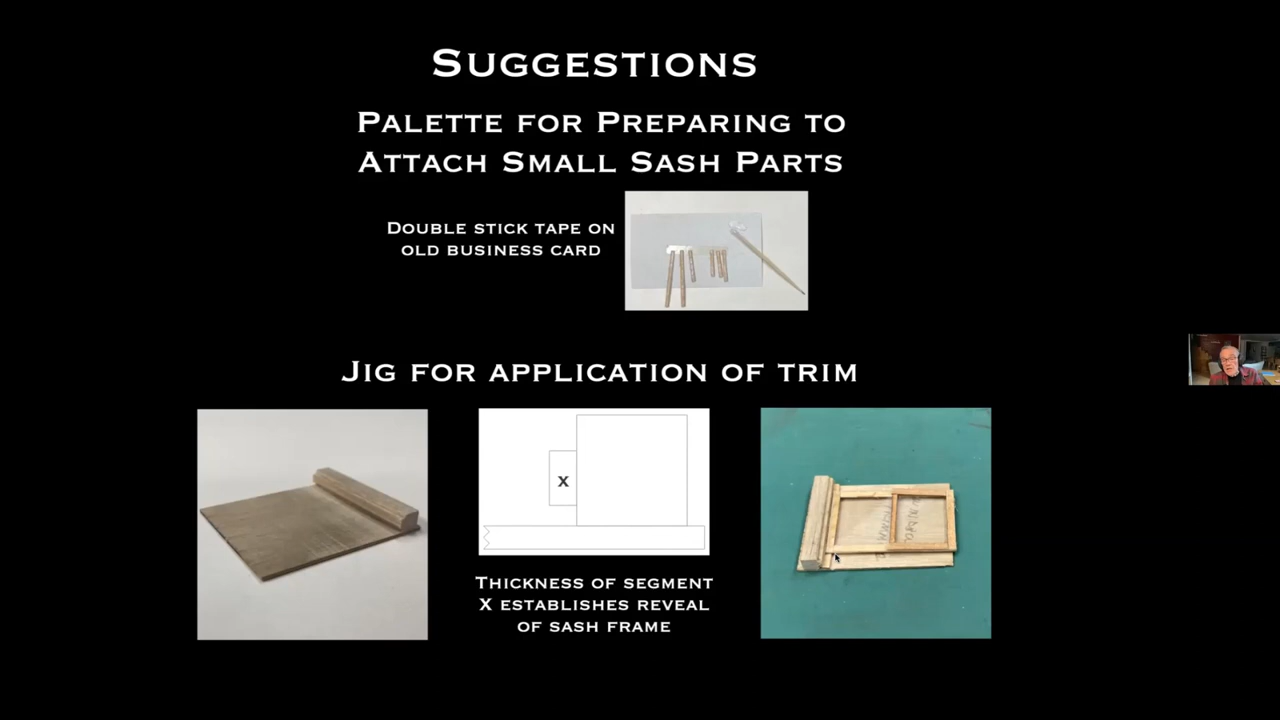 Suggestions
Palette for Preparing to
Attach Small Sash Parts
Double stick tape on
old business card
Jig for application of trim
X
Thickness of segment
X establishes reveal
of sash frame